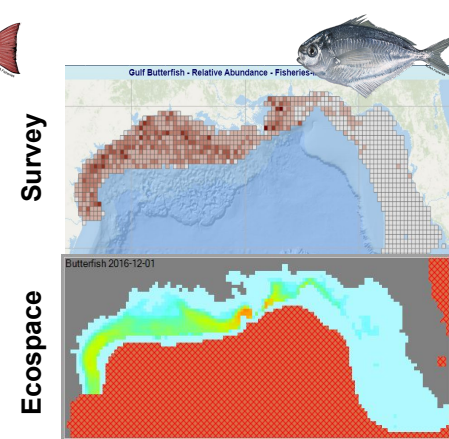 Gulf Butterfish - Relative Abundance - Fisheries-
Survey
Butterfish 2016-12-01
Ecospace